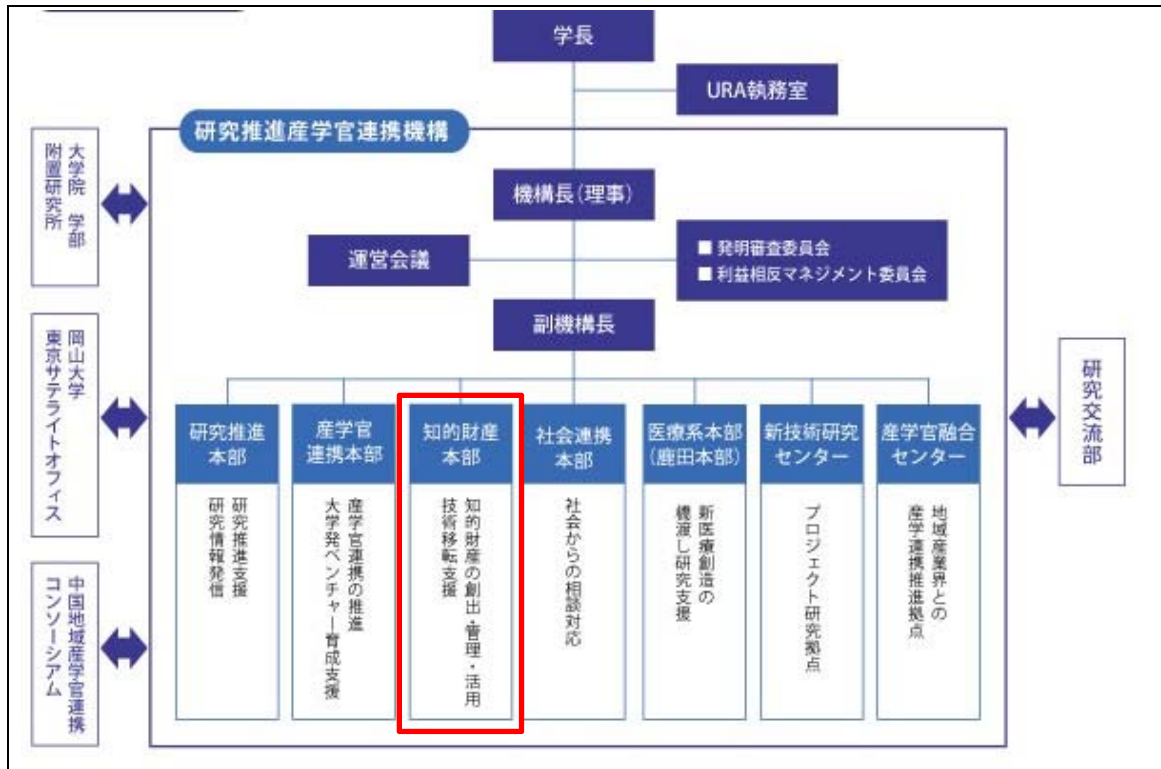 学長
URA執務室
研究推進産学官連携機構
機構長(理事)
運営会議
■ 発明審査委員会
■ 利益相反マネジメント委員会
副機構長
大学院 学部
附置研究所
岡山大学
東京サテライトオフィス
中国地域産学官連携
コンソーシアム
研究交流部
研究推進
本部
研究推進支援
研究情報発信
産学官
連携本部
産学官連携の推進
大学発ベンチャー育成支援
知的財産
本部
知的財産の創出・管理・活用
技術移転支援
社会連携
本部
社会からの相談対応
医療系本部
(鹿田本部)
新医療創造の
橋渡し研究支援
新技術研究
センター
プロジェクト研究拠点
産学官融合
センター
地域産業界との
産学連携推進拠点